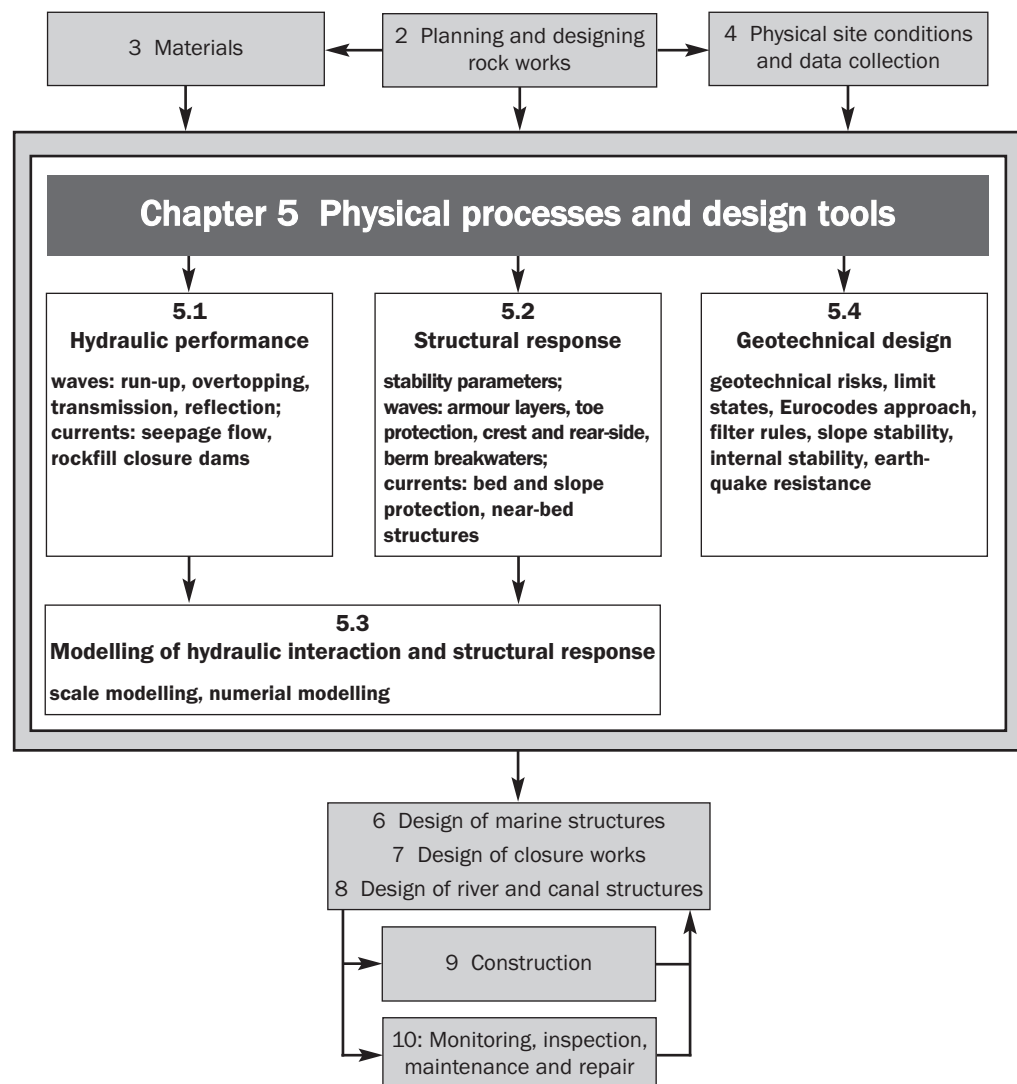 3 Materials
2 Planning and designing
rock works
4 Physical site conditions
and data collection
Chapter 5 Physical processes and design tools
5.1
Hydraulic performance
waves: run-up, overtopping,
transmission, reflection;
currents: seepage flow,
rockfill closure dams
5.2
Structural response
stability parameters;
waves: armour layers, toe
protection, crest and rear-side,
berm breakwaters;
currents: bed and slope
protection, near-bed
structures
5.4
Geotechnical design
geotechnical risks, limit
states, Eurocodes approach,
filter rules, slope stability,
internal stability, earth-
quake resistance
5.3
Modelling of hydraulic interaction and structural response
scale modelling, numerial modelling
6 Design of marine structures
7 Design of closure works
8 Design of river and canal structures
9 Construction
10: Monitoring, inspection,
maintenance and repair